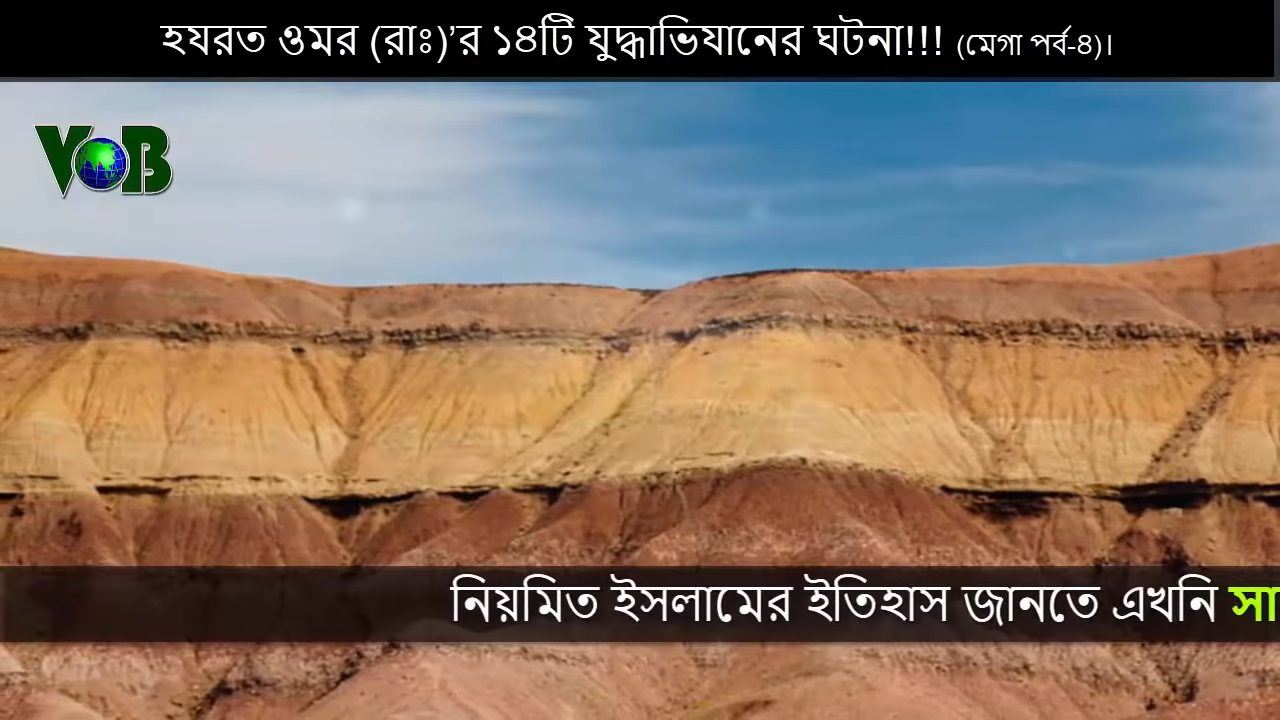 হযরত ওমর (রাঃ)’র ১৪টি যুদ্ধাভিযানের ঘটনা!!! (মেগা পর্ব-৪)।
VOB
নিয়মিত ইসলামের ইতিহাস জানতে এখনি সা